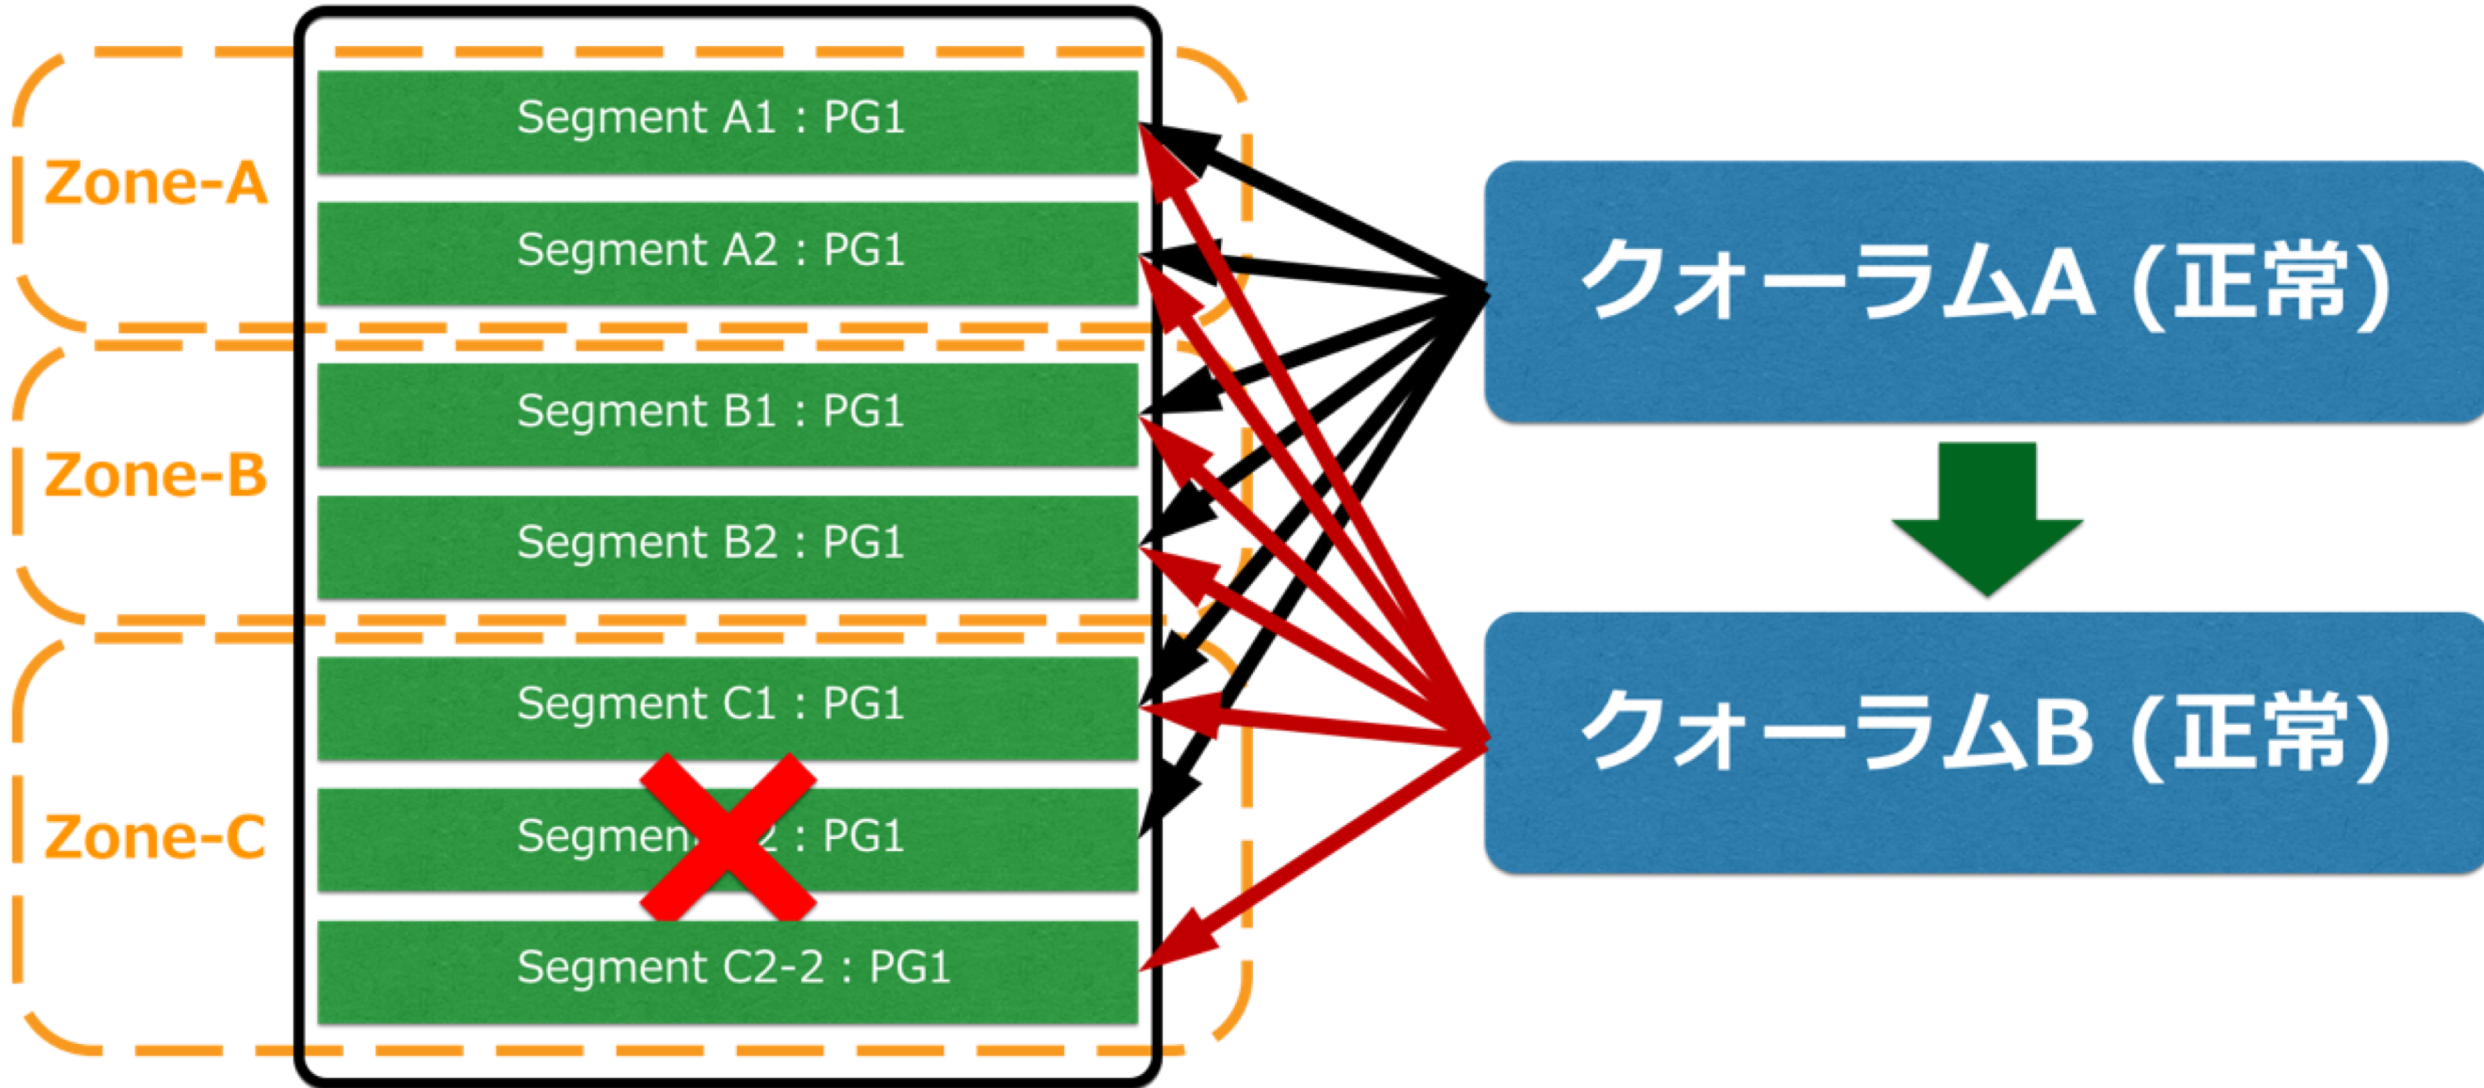 Zone-A
Segment A1 : PG1
Segment A2 : PG1
Zone-B
Segment B1 : PG1
Segment B2 : PG1
Zone-C
Segment C1 : PG1
: PG1
Segment C2-2 : PG1
クォーラムA (正常)
クォーラムB (正常)